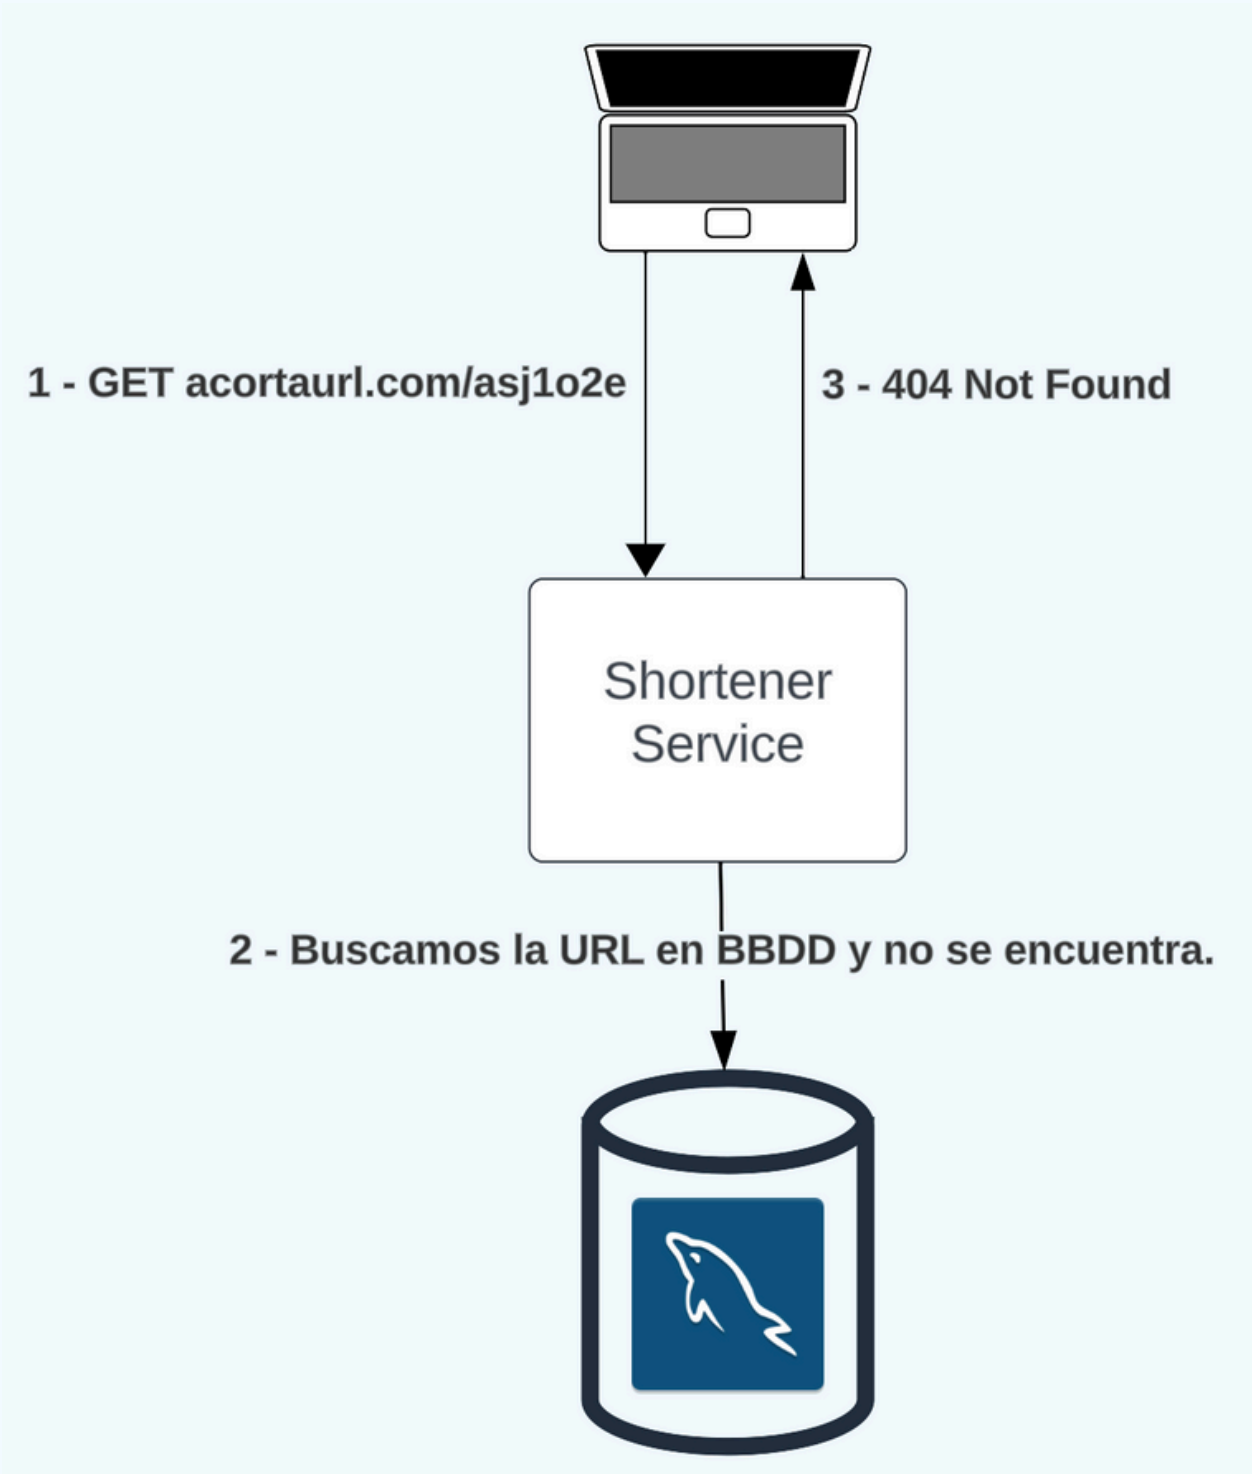 1 - GET acortaurl.com/asj1o2e
3 - 404 Not Found
Shortener
Service
2 - Buscamos la URL en BBDD y no se encuentra.